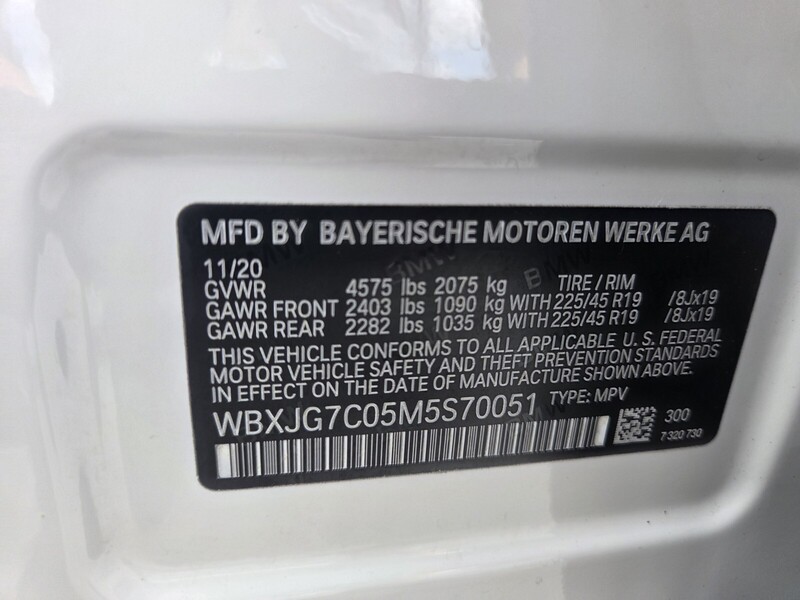 MFD BY BAYERISCHE MOTOREN WERKE AG
11/20
GVWR 4575 lbs 2075 kg TIRE / RIM
GAWR FRONT 2403 lbs 1090 kg WITH 225/45 R19 /8Jx19
GAWR REAR 2282 lbs 1035 kg WITH 225/45 R19 /8Jx19
THIS VEHICLE CONFORMS TO ALL APPLICABLE U.S. FEDERAL
MOTOR VEHICLE SAFETY AND THEFT PREVENTION STANDARDS
IN EFFECT ON THE DATE OF MANUFACTURE SHOWN ABOVE.
WBXJG7C05M5S70051 TYPE: MPV
300
7 320 730